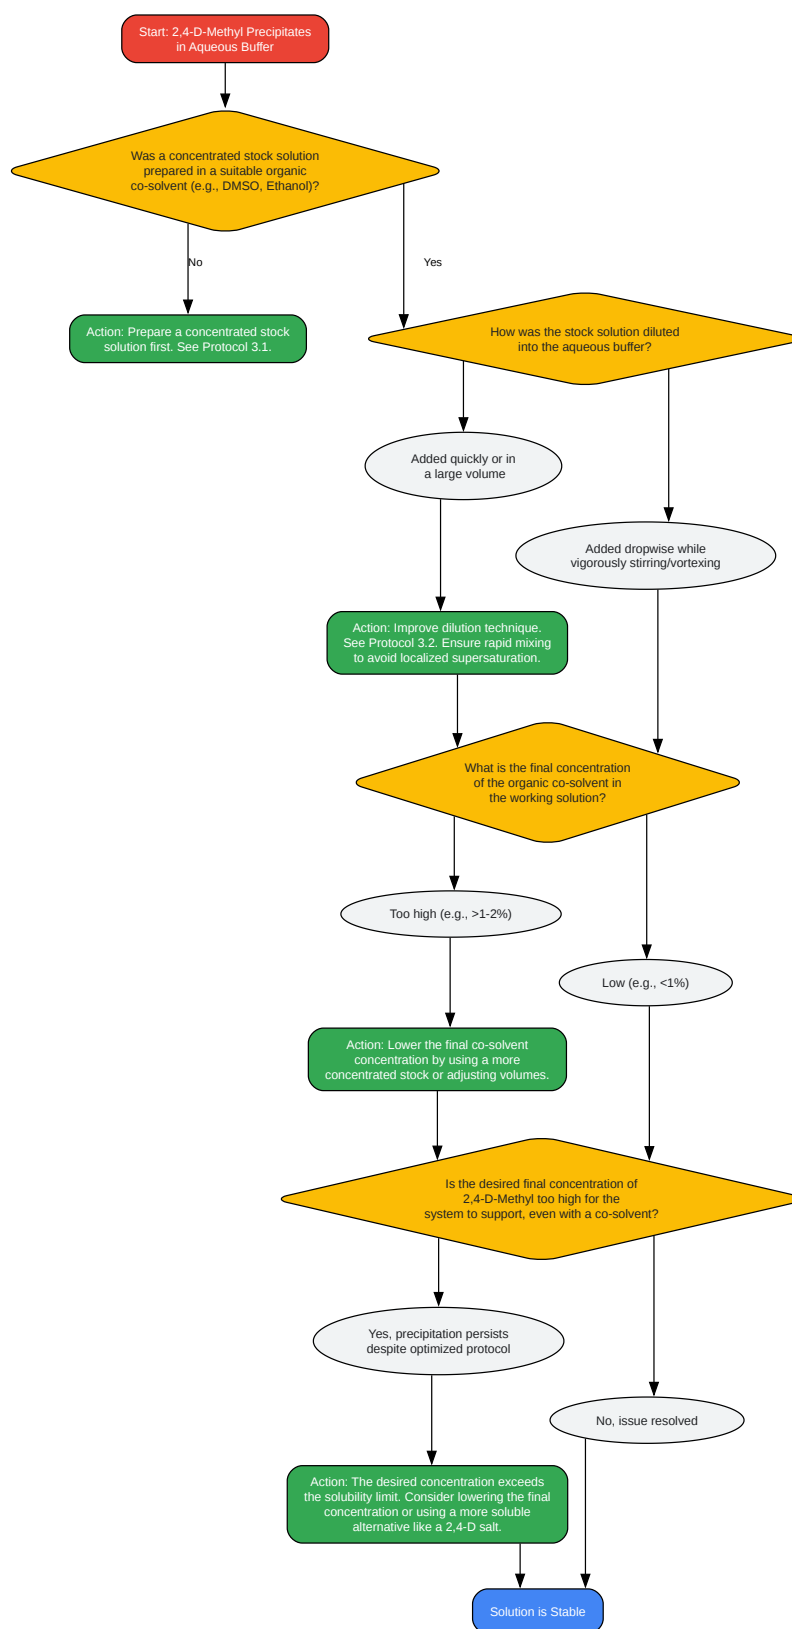 Start: 2,4-D-Methyl Precipitates
in Aqueous Buffer
Was a concentrated stock solution
prepared in a suitable organic
co-solvent (e.g., DMSO, Ethanol)?
No
Yes
Action: Prepare a concentrated stock
solution first. See Protocol 3.1.
How was the stock solution diluted
into the aqueous buffer?
Added quickly or in
a large volume
Added dropwise while
vigorously stirring/vortexing
Action: Improve dilution technique.
See Protocol 3.2. Ensure rapid mixing
to avoid localized supersaturation.
What is the final concentration
of the organic co-solvent in
the working solution?
Too high (e.g., >1-2%)
Low (e.g., <1%)
Action: Lower the final co-solvent
concentration by using a more
concentrated stock or adjusting volumes.
Is the desired final concentration of
2,4-D-Methyl too high for the
system to support, even with a co-solvent?
Yes, precipitation persists
despite optimized protocol
No, issue resolved
Action: The desired concentration exceeds
the solubility limit. Consider lowering the final
concentration or using a more soluble
alternative like a 2,4-D salt.
Solution is Stable